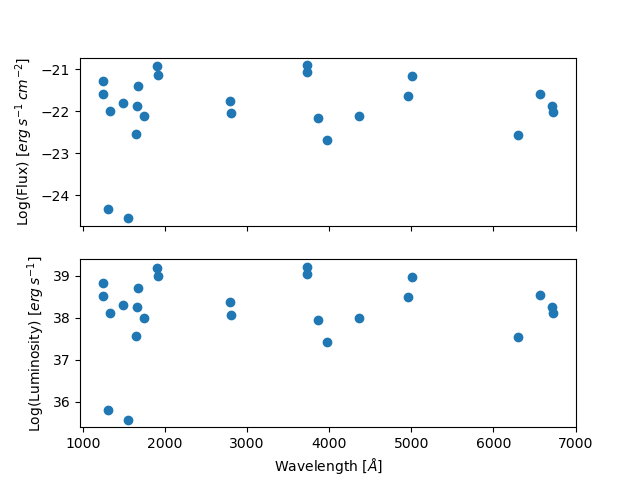 Log(Flux) [erg s⁻¹ cm⁻²]
−21
−22
−23
−24
Log(Luminosity) [erg s⁻¹]
39
38
37
36
1000 2000 3000 4000 5000 6000 7000
Wavelength [Å]